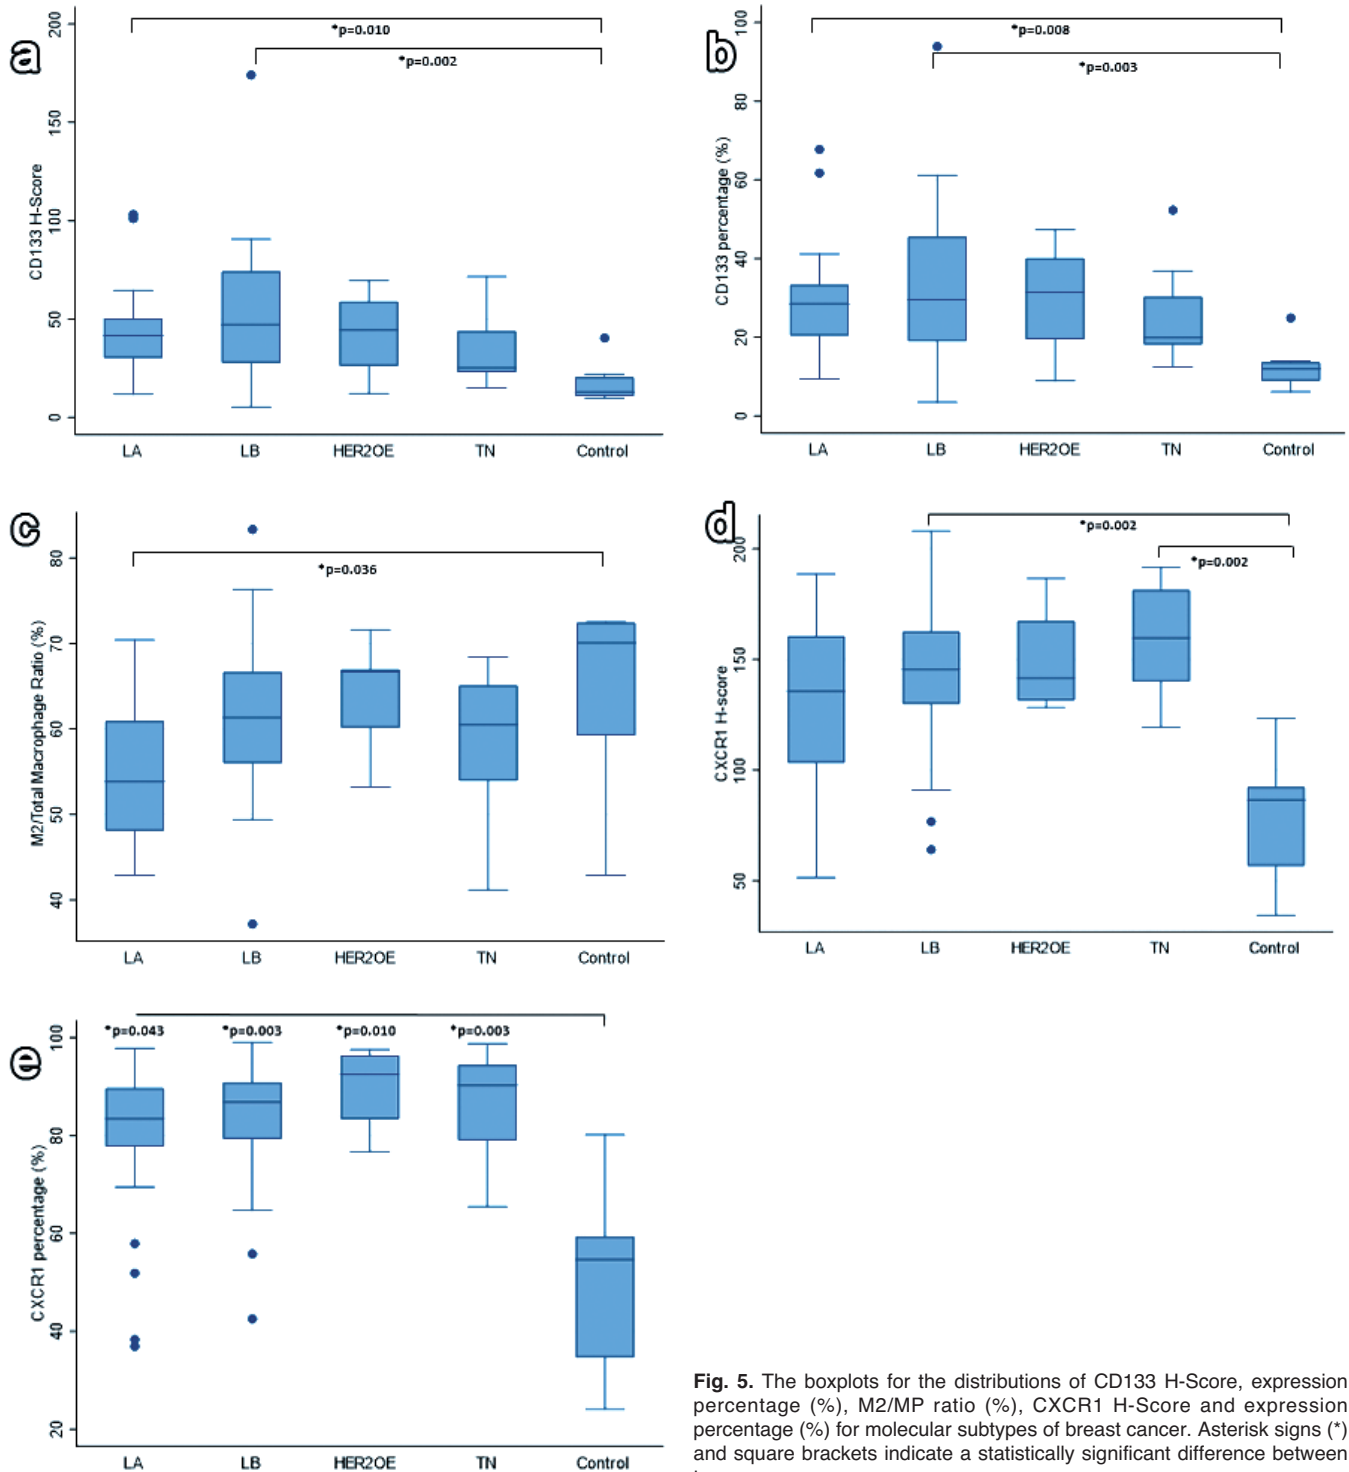 a
*p=0.010
*p=0.002
CD133 H-Score
200
150
100
50
0
LA LB HER2OE TN Control
b
*p=0.008
*p=0.003
CD133 percentage (%)
100
80
60
40
20
0
LA LB HER2OE TN Control
c
*p=0.036
M2/Total Macrophage Ratio (%)
80
70
60
50
40
LA LB HER2OE TN Control
d
*p=0.002
*p=0.002
CXCR1 H-score
200
150
100
50
LA LB HER2OE TN Control
e
*p=0.043 *p=0.003 *p=0.010 *p=0.003
CXCR1 percentage (%)
100
80
60
40
20
LA LB HER2OE TN Control
Fig. 5. The boxplots for the distributions of CD133 H-Score, expression
percentage (%), M2/MP ratio (%), CXCR1 H-Score and expression
percentage (%) for molecular subtypes of breast cancer. Asterisk signs (*)
and square brackets indicate a statistically significant difference between